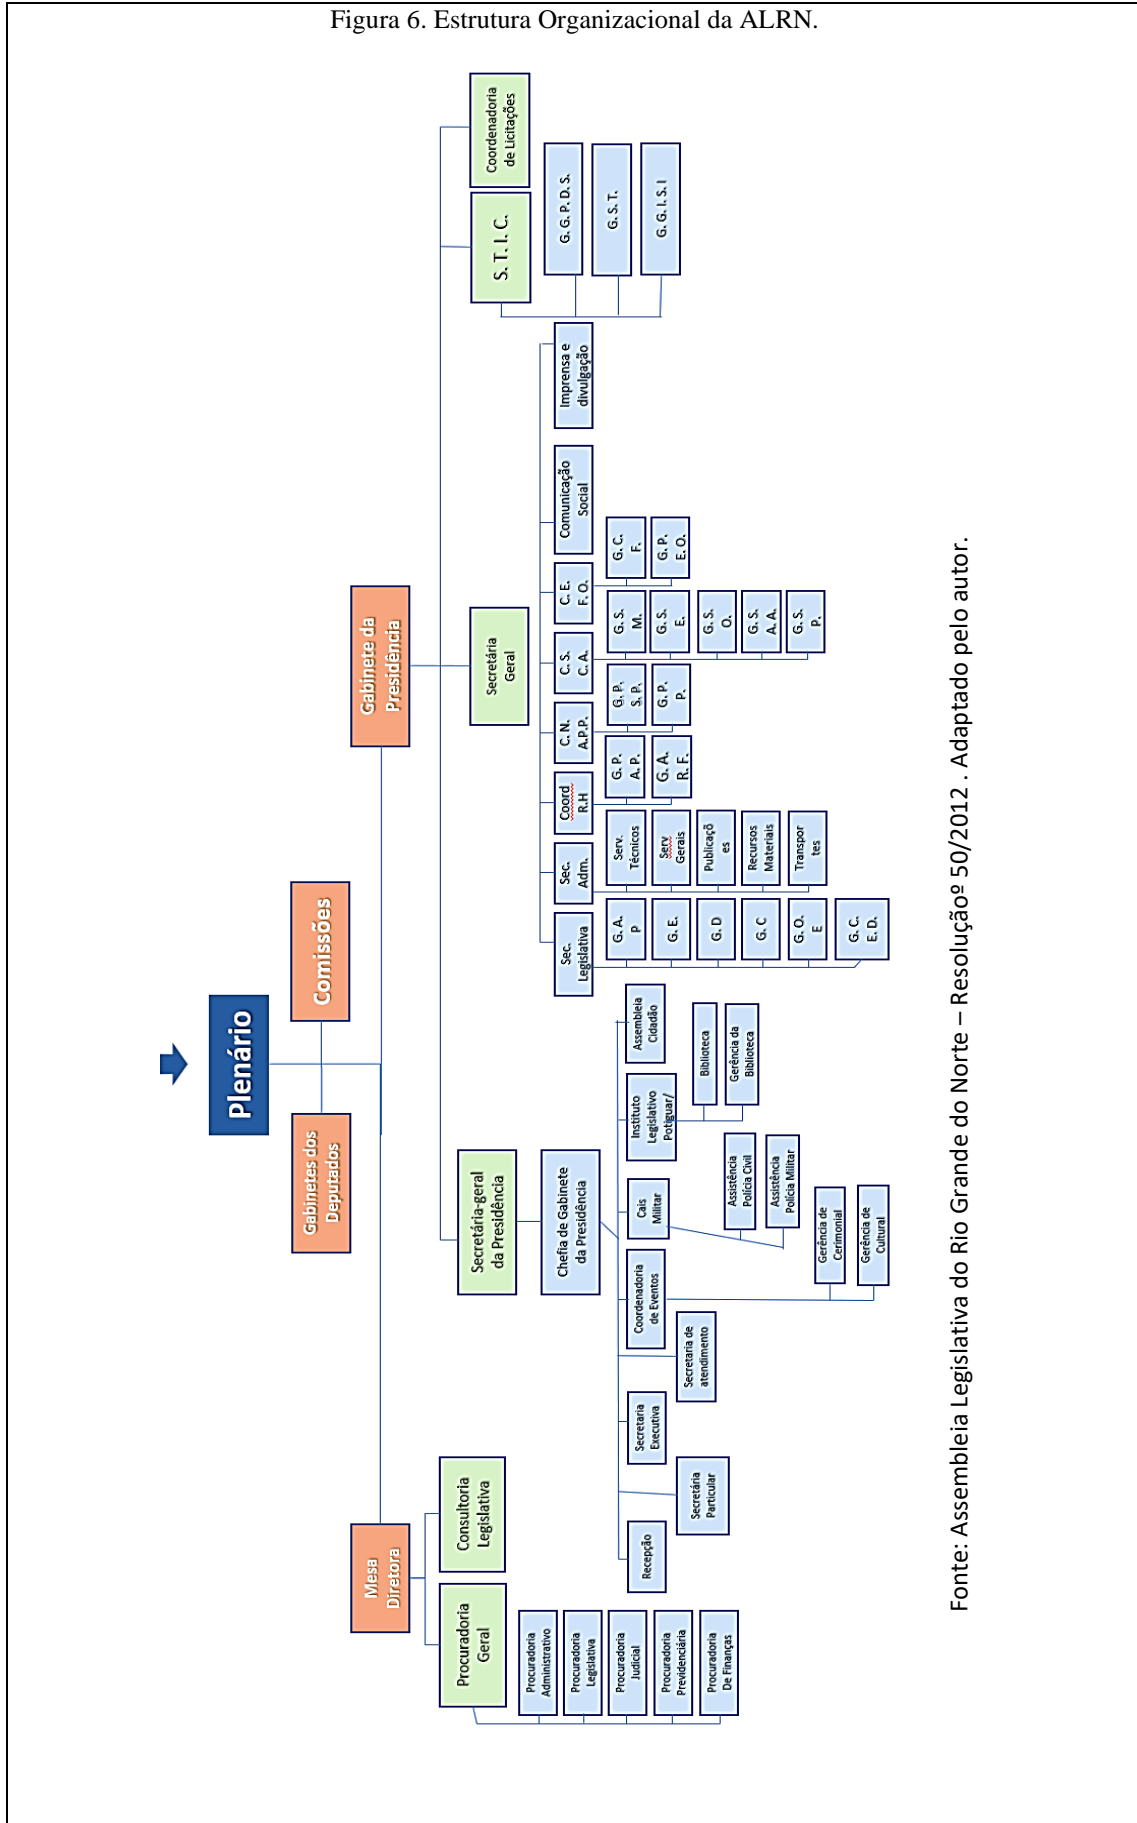 Figura 6. Estrutura Organizacional da ALRN.
Plenário
Gabinetes dos
Deputados
Comissões
Mesa
Diretora
Gabinete da
Presidência
Procuradoria
Geral
Consultoria
Legislativa
Procuradoria
Administrativo
Procuradoria
Legislativa
Procuradoria
Judicial
Procuradoria
Previdenciária
Procuradoria
De Finanças
Secretária-geral
da Presidência
Secretária
Geral
S. T. I. C.
Coordenadoria
de Licitações
Chefia de Gabinete
da Presidência
Recepção
Secretária
Particular
Secretaria
Executiva
Secretaria de
atendimento
Coordenadoria
de Eventos
Gerência de
Cerimonial
Gerência de
Cultural
Cais
Militar
Assistência
Polícia Civil
Assistência
Polícia Militar
Instituto
Legislativo
Potiguar/
Biblioteca
Gerência da
Biblioteca
Assembleia
Cidadão
Sec.
Legislativa
G. A.
P
G. E.
G. D
G. C
G. O.
E
G. C.
E. D.
Sec.
Adm.
Serv.
Técnicos
Serv
Gerais
Publicaçõ
es
Recursos
Materiais
Transpor
tes
Coord
R.H
G. P.
A. P.
G. A.
R. F.
C. N.
A.P.P.
G. P.
S. P.
G. P.
P.
C. S.
C. A.
G. S.
M.
G. S.
E.
G. S.
O.
G. S.
A. A.
G. S.
P.
C. E.
F. O.
G. C.
F.
G. P.
E. O.
Comunicação
Social
Imprensa e
divulgação
G. G. P. D. S.
G. S. T.
G. G. I. S. I
Fonte: Assembleia Legislativa do Rio Grande do Norte – Resoluçãoº 50/2012 . Adaptado pelo autor.